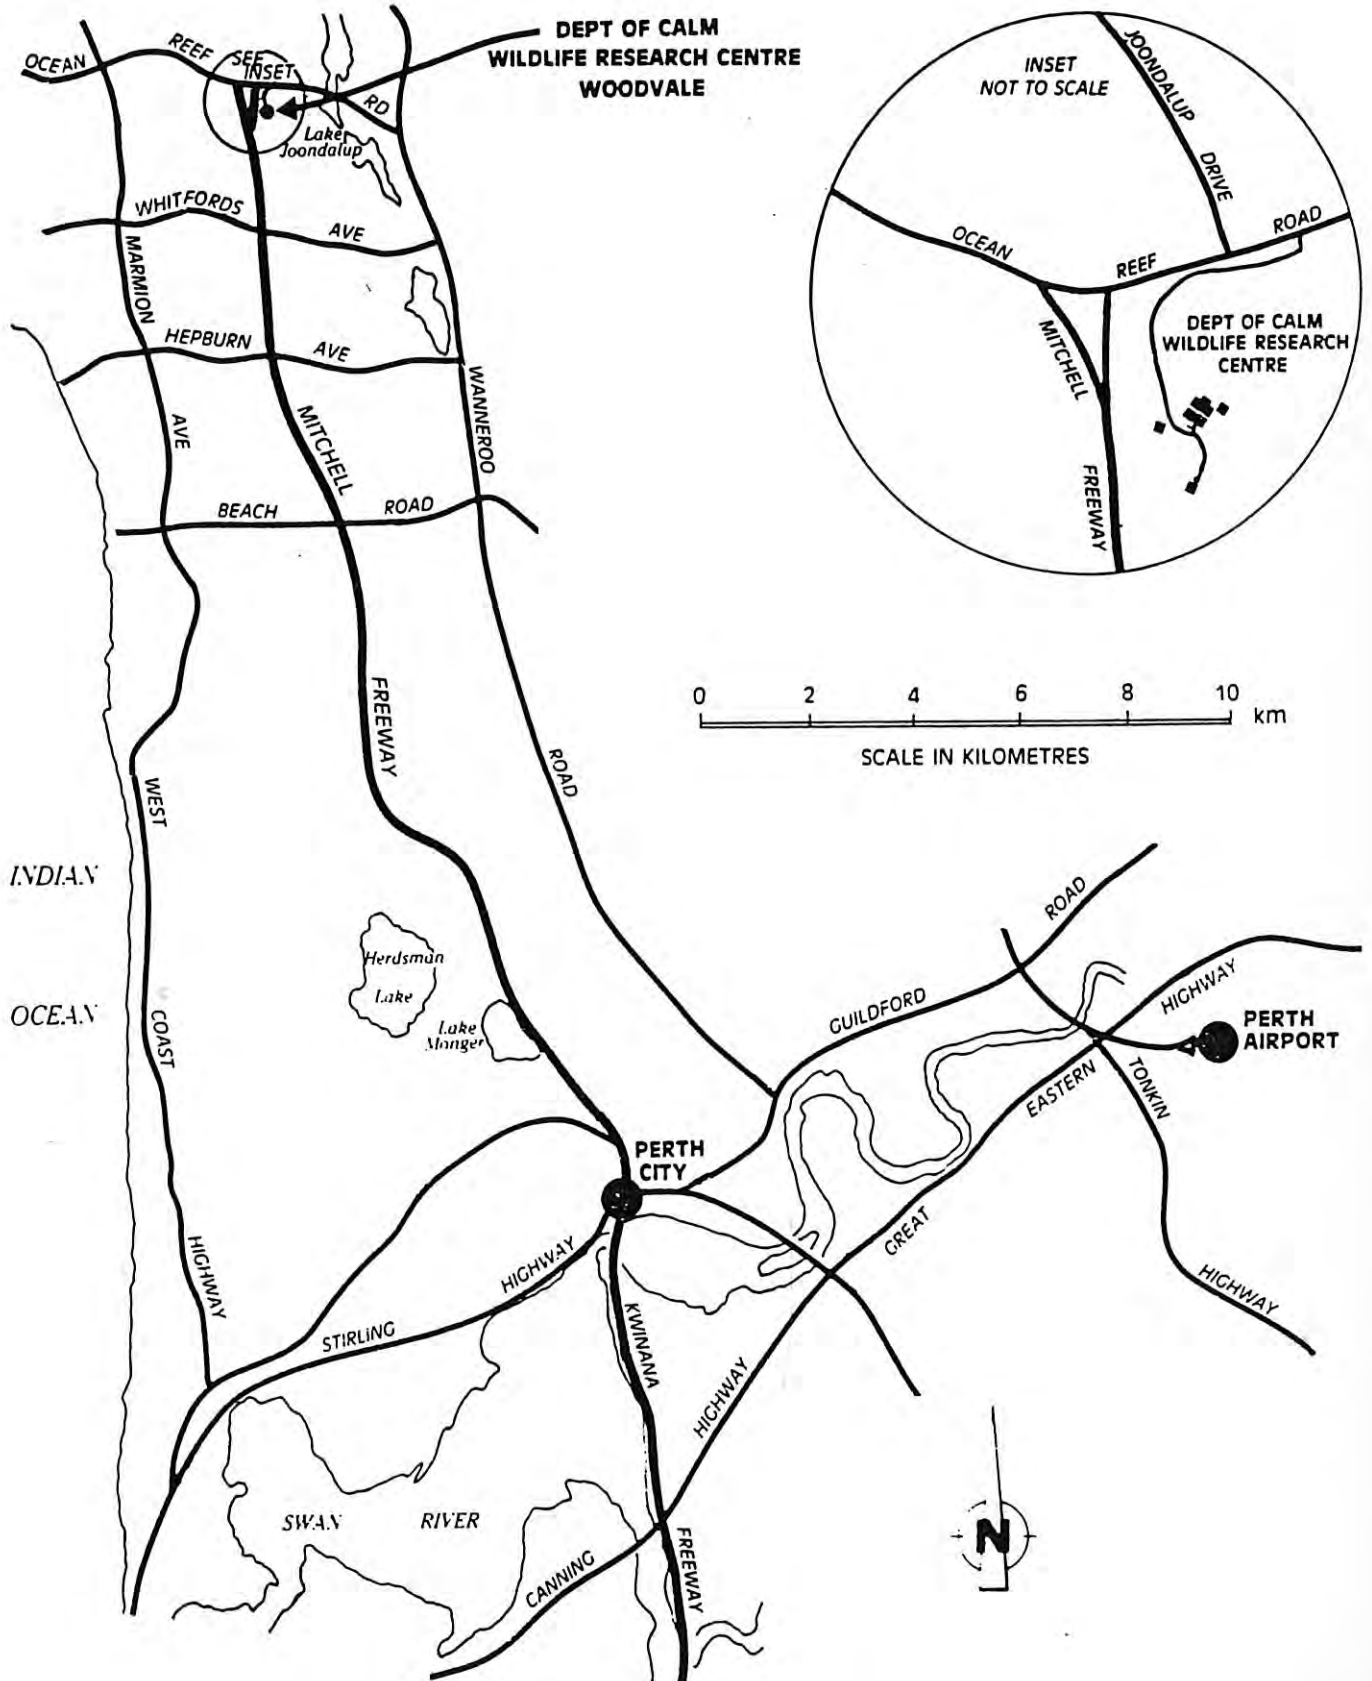 DEPT OF CALM
WILDLIFE RESEARCH CENTRE
WOODVALE
OCEAN
REEF
SEE
INSET
RD
Lake
Joondalup
WHITFORDS
AVE
MARMION
HEPBURN
AVE
AVE
MITCHELL
WANNEROO
BEACH
ROAD
FREEWAY
ROAD
INSET
NOT TO SCALE
JOONDALUP
DRIVE
OCEAN
REEF
ROAD
MITCHELL
FREEWAY
DEPT OF CALM
WILDLIFE RESEARCH
CENTRE
0 2 4 6 8 10
km
SCALE IN KILOMETRES
WEST
COAST
HIGHWAY
INDIAN
OCEAN
Herdsman
Lake
Lake
Monger
GUILDFORD
ROAD
HIGHWAY
PERTH
AIRPORT
EASTERN
TONKIN
HIGHWAY
PERTH
CITY
GREAT
HIGHWAY
STIRLING
KWINANA
HIGHWAY
SWAN
RIVER
CANNING
FREEWAY
N